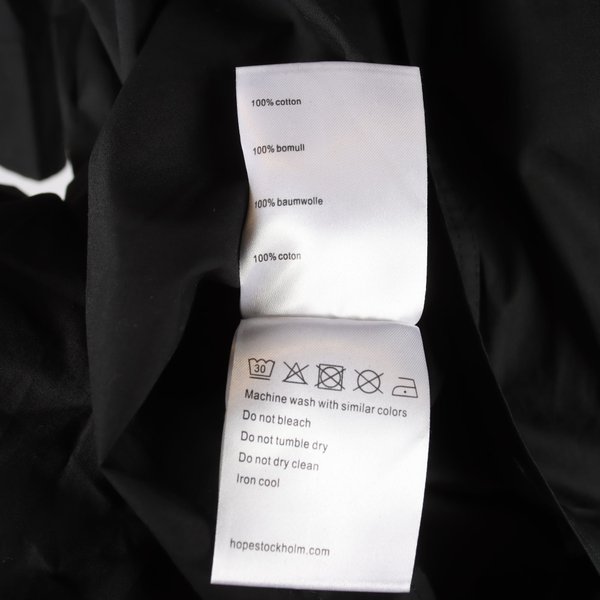 100% cotton
100% bomull
100% baumwolle
100% coton
30
Machine wash with similar colors
Do not bleach
Do not tumble dry
Do not dry clean
Iron cool
hopestockholm.com